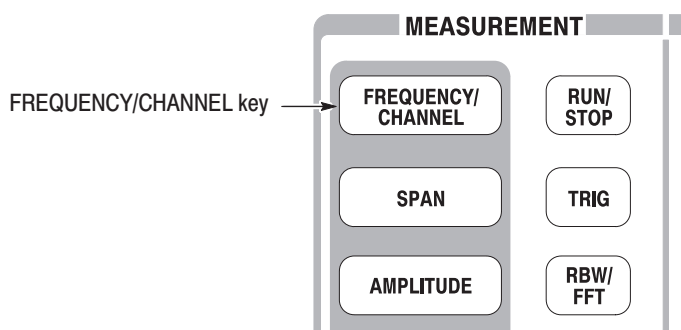 MEASUREMENT
FREQUENCY/CHANNEL key
FREQUENCY/
CHANNEL
RUN/
STOP
SPAN
TRIG
AMPLITUDE
RBW/
FFT